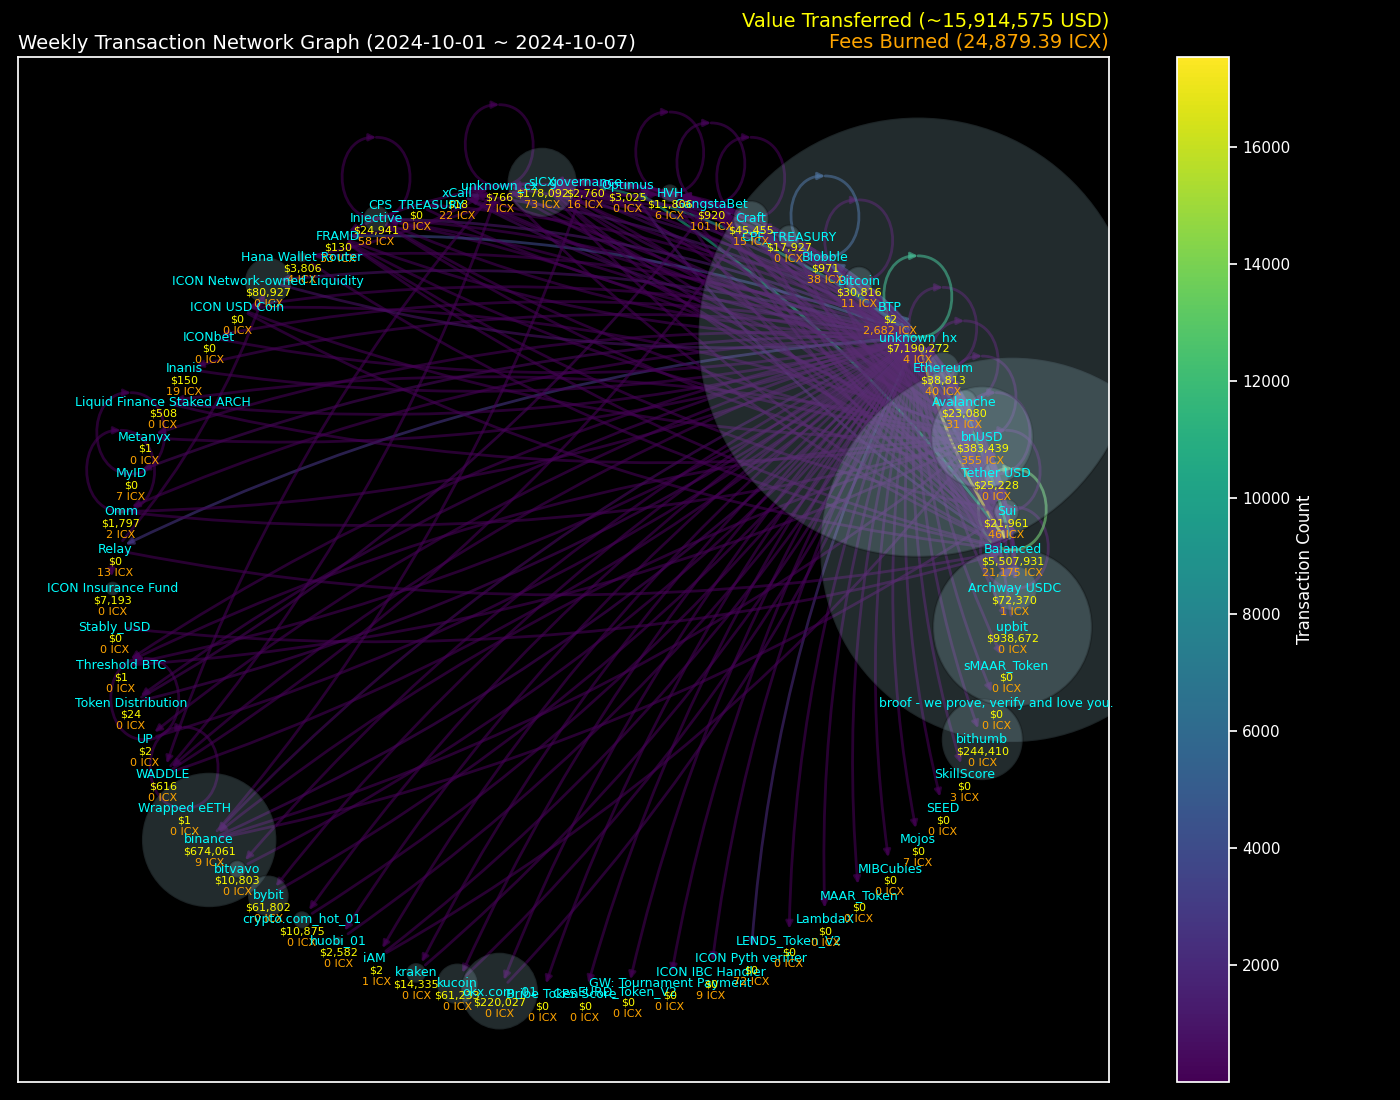 Value Transferred (~15,914,575 USD)
Weekly Transaction Network Graph (2024-10-01 ~ 2024-10-07)
Fees Burned (24,879.39 ICX)
unknown_cx
$766
7 ICX
sICX
$178,092
73 ICX
governance
$2,760
16 ICX
Optimus
$3,025
0 ICX
HVH
$11,836
6 ICX
GangstaBet
$920
101 ICX
Craft
$45,455
15 ICX
CPS_TREASURY
$17,927
0 ICX
Blobble
$971
38 ICX
Bitcoin
$30,816
11 ICX
BTP
$2
2,682 ICX
unknown_hx
$7,190,272
4 ICX
Ethereum
$38,813
40 ICX
Avalanche
$23,080
31 ICX
bnUSD
$383,439
355 ICX
Tether USD
$25,228
0 ICX
Sui
$21,961
46 ICX
Balanced
$5,507,931
21,175 ICX
Archway USDC
$72,370
1 ICX
upbit
$938,672
0 ICX
sMAAR_Token
$0
0 ICX
broof - we prove, verify and love you.
$0
0 ICX
bithumb
$244,410
0 ICX
SkillScore
$0
3 ICX
SEED
$0
0 ICX
Mojos
$0
7 ICX
MIBCubies
$0
0 ICX
MAAR_Token
$0
ICX
LambdaX
$0
ICX
LEND5_Token_V2
$0
0 ICX
ICON Pyth verifier
$0
ICX
ICON IBC Handler
$0
9 ICX
GW: Tournament Payment
$0
0 ICX
$0
0 ICX
$0
0 ICX
Bribe Token
$0
0 ICX
okx.com_01
$220,027
0 ICX
kucoin
$61,233
0 ICX
kraken
$14,335
0 ICX
iAM
$2
1 ICX
huobi_01
$2,582
0 ICX
crypto.com_hot_01
$10,875
0 ICX
bybit
$61,802
ICX
bitvavo
$10,803
0 ICX
binance
$674,061
9 ICX
Wrapped eETH
$1
0 ICX
WADDLE
$616
0 ICX
UP
$2
0 ICX
Token Distribution
$24
0 ICX
Threshold BTC
$1
0 ICX
Stably_USD
$0
0 ICX
ICON Insurance Fund
$7,193
0 ICX
Relay
$0
13 ICX
Omm
$1,797
2 ICX
MyID
$0
7 ICX
Metanyx
$1
0 ICX
Liquid Finance Staked ARCH
$508
0 ICX
Inanis
$150
19 ICX
ICONbet
$0
0 ICX
ICON USD Coin
$0
0 ICX
ICON Network-owned Liquidity
$80,927
0 ICX
Hana Wallet Router
$3,806
ICX
FRAMD
$130
ICX
Injective
$24,941
58 ICX
CPS_TREASURY
$0
0 ICX
xCall
$18
22 ICX
16000
14000
12000
10000
8000
6000
4000
2000
Transaction Count